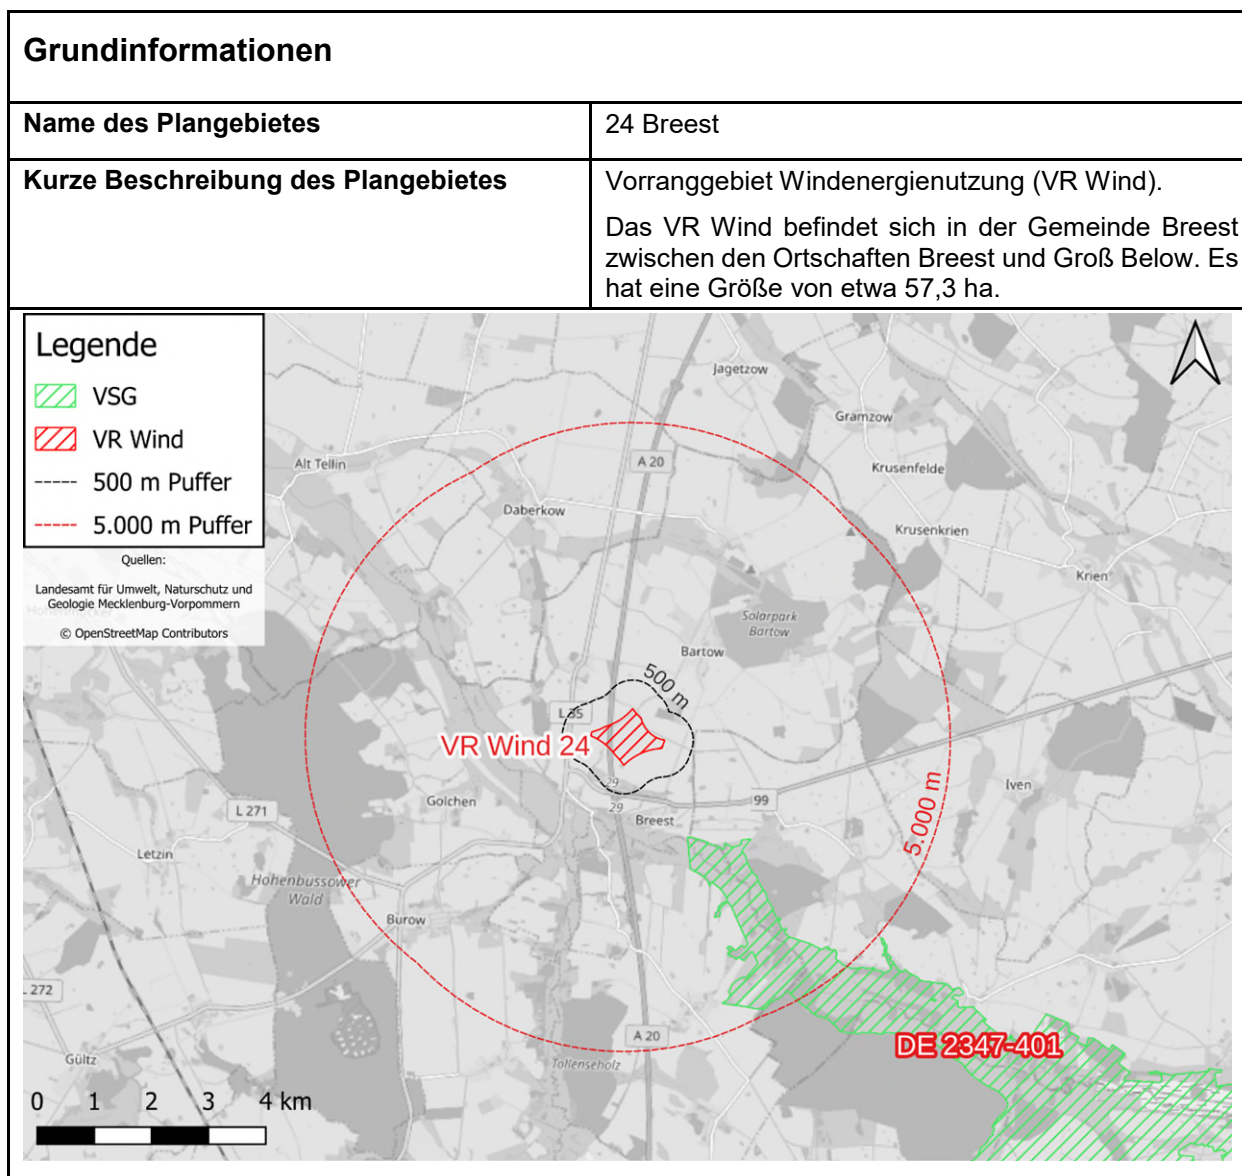 Grundinformationen
Name des Plangebietes
24 Breest
Kurze Beschreibung des Plangebietes
Vorranggebiet Windenergienutzung (VR Wind).
Das VR Wind befindet sich in der Gemeinde Breest
zwischen den Ortschaften Breest und Groß Below. Es
hat eine Größe von etwa 57,3 ha.
Legende
VSG
VR Wind
500 m Puffer
5.000 m Puffer
Quellen:
Landesamt für Umwelt, Naturschutz und
Geologie Mecklenburg-Vorpommern
© OpenStreetMap Contributors
Jagetzow
Gramzow
Alt Tellin
A 20
Krusenfelde
Daberkow
Krusenkrien
Krien
Solarpark
Bartow
Bartow
500 m
L 35
VR Wind 24
29
29
99
Iven
Golchen
L 271
Breest
5.000 m
Letzin
Hohenbussower
Wald
Burow
272
A 20
DE 2347-401
Gültz
Tollenseholz
0 1 2 3 4 km